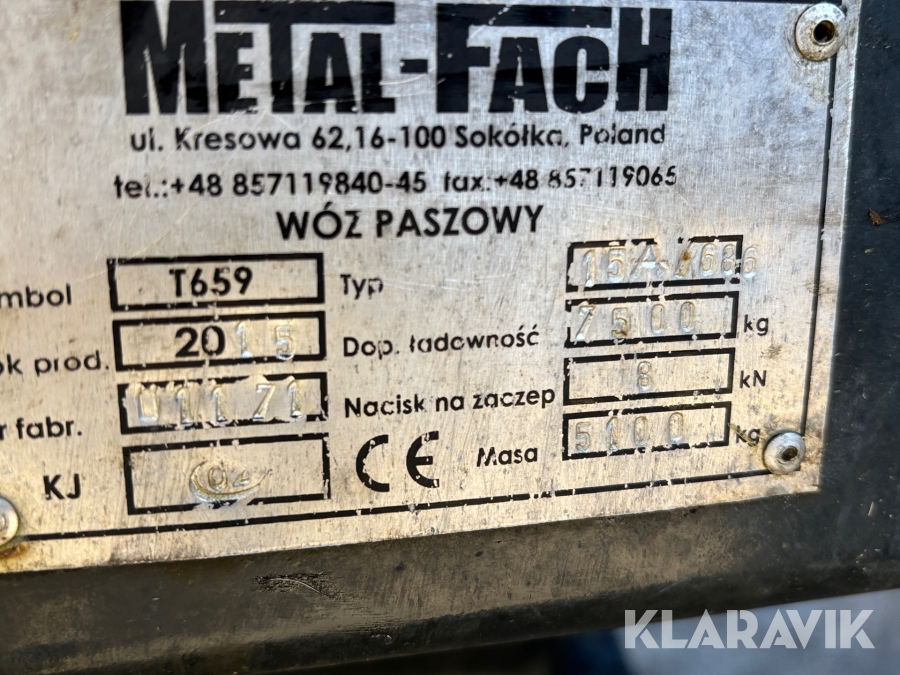 METAL-FACH
ul. Kresowa 62,16-100 Sokółka, Poland
tel.:+48 857119840-45 fax:+48 857119065
WÓZ PASZOWY
mbol T659 Typ
ok prod. 2015 Dop. ładowność 7500 kg
r fabr. 01171 Nacisk na zaczep 8 kN
KJ 02 CE Masa 5100 kg
KLARAVIK